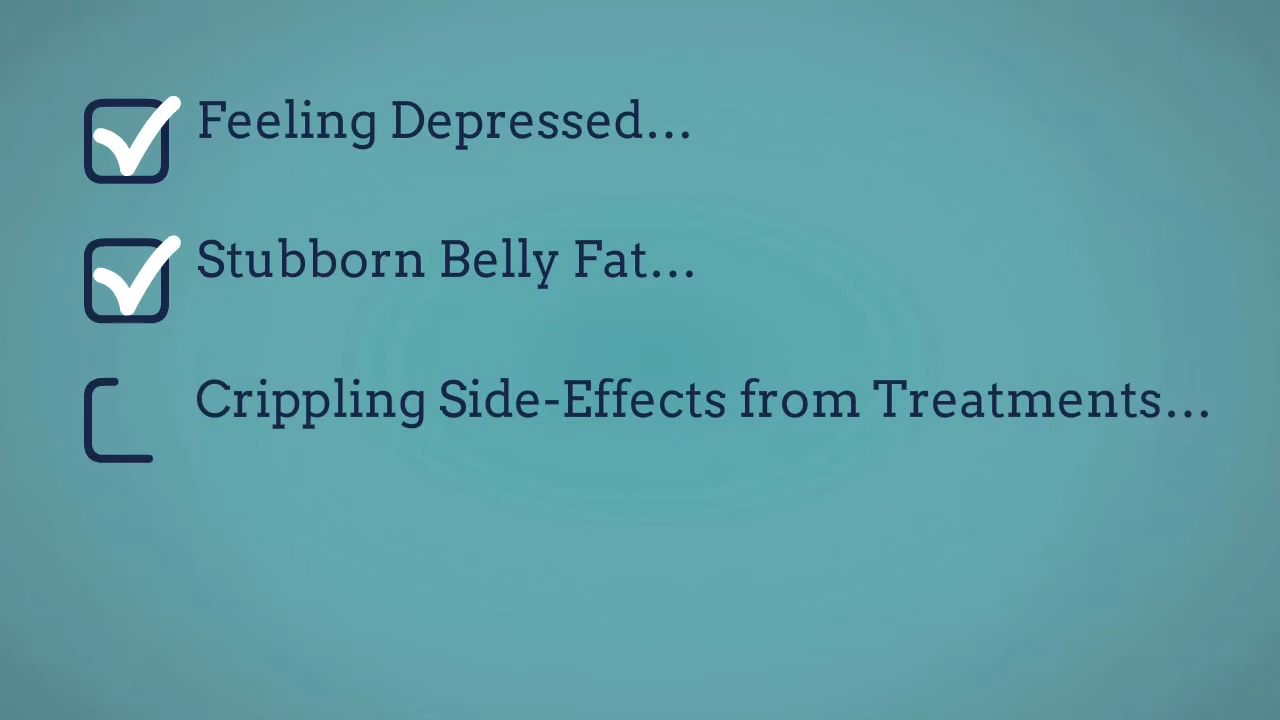 Feeling Depressed...
Stubborn Belly Fat...
Crippling Side-Effects from Treatments...